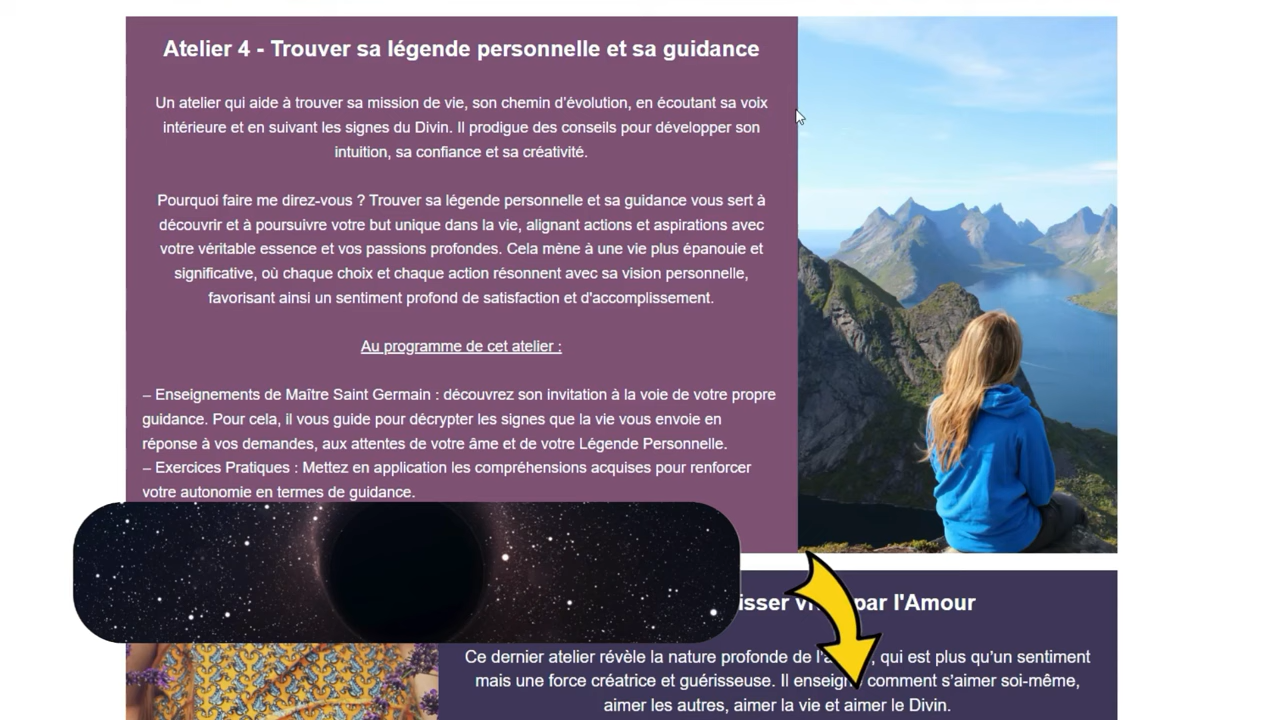 Atelier 4 - Trouver sa légende personnelle et sa guidance
Un atelier qui aide à trouver sa mission de vie, son chemin d'évolution, en écoutant sa voix
intérieure et en suivant les signes du Divin. Il prodigue des conseils pour développer son
intuition, sa confiance et sa créativité.
Pourquoi faire me direz-vous ? Trouver sa légende personnelle et sa guidance vous sert à
découvrir et à poursuivre votre but unique dans la vie, alignant actions et aspirations avec
votre véritable essence et vos passions profondes. Cela mène à une vie plus épanouie et
significative, où chaque choix et chaque action résonnent avec sa vision personnelle,
favorisant ainsi un sentiment profond de satisfaction et d'accomplissement.
Au programme de cet atelier :
– Enseignements de Maître Saint Germain : découvrez son invitation à la voie de votre propre
guidance. Pour cela, il vous guide pour décrypter les signes que la vie vous envoie en
réponse à vos demandes, aux attentes de votre âme et de votre Légende Personnelle.
– Exercices Pratiques : Mettez en application les compréhensions acquises pour renforcer
votre autonomie en termes de guidance.
par l'Amour
Ce dernier atelier révèle la nature profonde de qui est plus qu'un sentiment
mais une force créatrice et guérisseuse. Il comment s'aimer soi-même,
aimer les autres, aimer la vie et aimer le Divin.